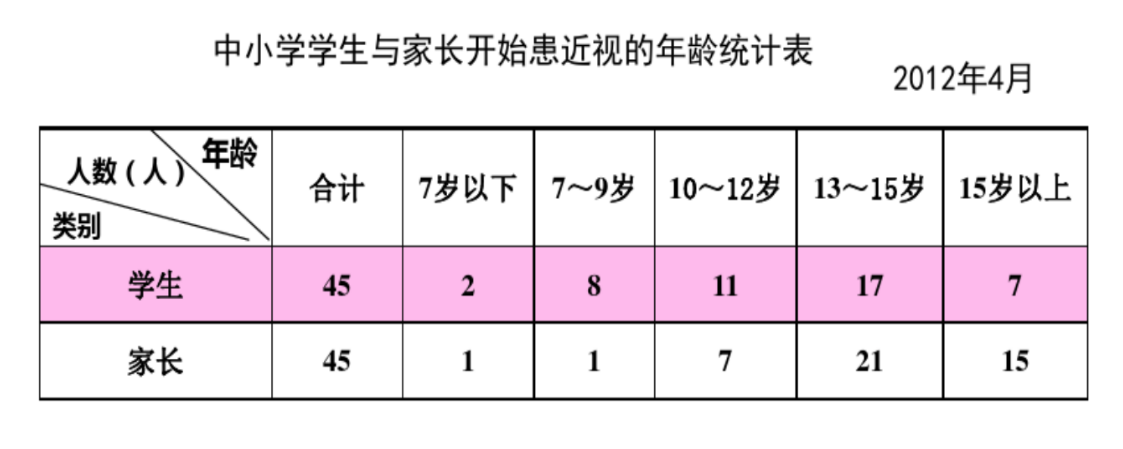 中小学学生与家长开始患近视的年龄统计表
2012年4月
年龄
人数(人)
类别
合计 7岁以下 7～9岁 10～12岁 13～15岁 15岁以上
学生 45 2 8 11 17 7
家长 45 1 1 7 21 15